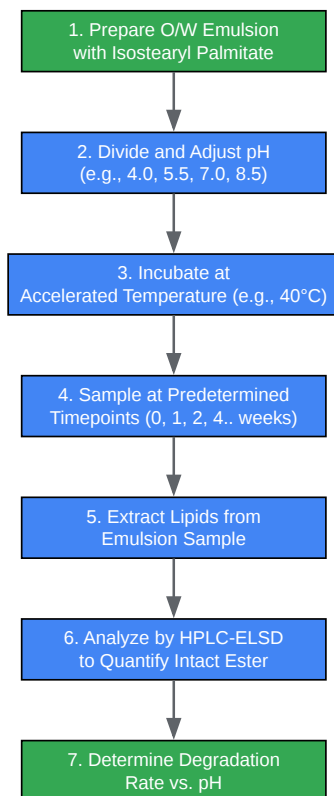 1. Prepare O/W Emulsion
with Isostearyl Palmitate
2. Divide and Adjust pH
(e.g., 4.0, 5.5, 7.0, 8.5)
3. Incubate at
Accelerated Temperature (e.g., 40°C)
4. Sample at Predetermined
Timepoints (0, 1, 2, 4.. weeks)
5. Extract Lipids from
Emulsion Sample
6. Analyze by HPLC-ELSD
to Quantify Intact Ester
7. Determine Degradation
Rate vs. pH